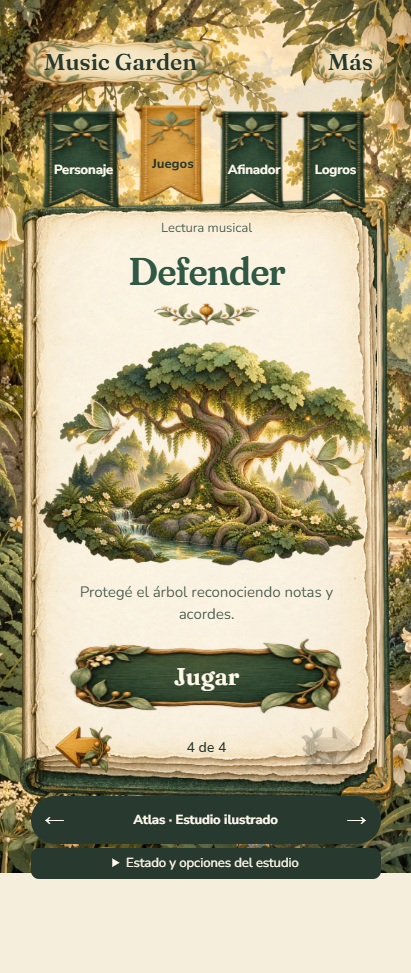 Music Garden
Más
Personaje
Juegos
Afinador
Logros
Lectura musical
Defender
Protegé el árbol reconociendo notas y
acordes.
Jugar
4 de 4
← Atlas · Estudio ilustrado →
▶ Estado y opciones del estudio